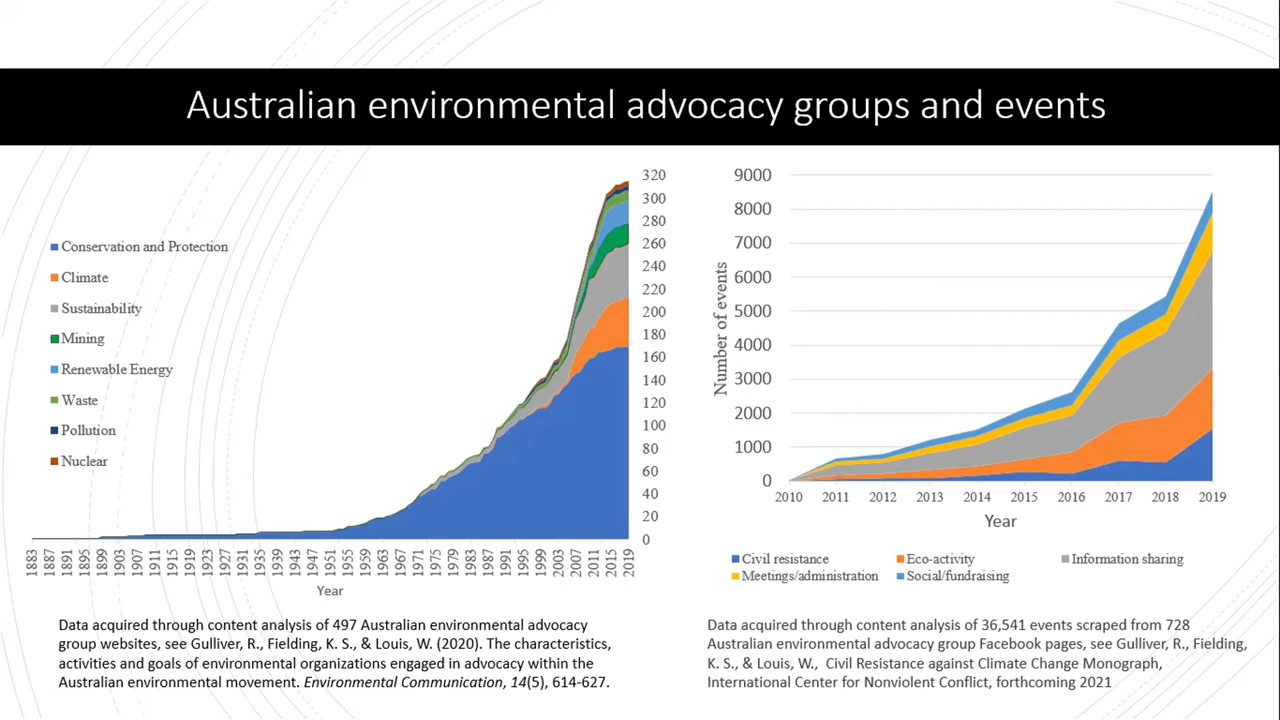 Australian environmental advocacy groups and events
Conservation and Protection
Climate
Sustainability
Mining
Renewable Energy
Waste
Pollution
Nuclear
320
300
280
260
240
220
200
180
160
140
120
100
80
60
40
20
0
1883
1887
1891
1895
1899
1903
1907
1911
1915
1919
1923
1927
1931
1935
1939
1943
1947
1951
1955
1959
1963
1967
1971
1975
1979
1983
1987
1991
1995
1999
2003
2007
2011
2015
2019
Year
Data acquired through content analysis of 497 Australian environmental advocacy
group websites, see Gulliver, R., Fielding, K. S., & Louis, W. (2020). The characteristics,
activities and goals of environmental organizations engaged in advocacy within the
Australian environmental movement. Environmental Communication, 14(5), 614-627.
Number of events
9000
8000
7000
6000
5000
4000
3000
2000
1000
0
2010 2011 2012 2013 2014 2015 2016 2017 2018 2019
Year
Civil resistance Eco-activity Information sharing
Meetings/administration Social/fundraising
Data acquired through content analysis of 36,541 events scraped from 728
Australian environmental advocacy group Facebook pages, see Gulliver, R., Fielding,
K. S., & Louis, W., Civil Resistance against Climate Change Monograph,
International Center for Nonviolent Conflict, forthcoming 2021